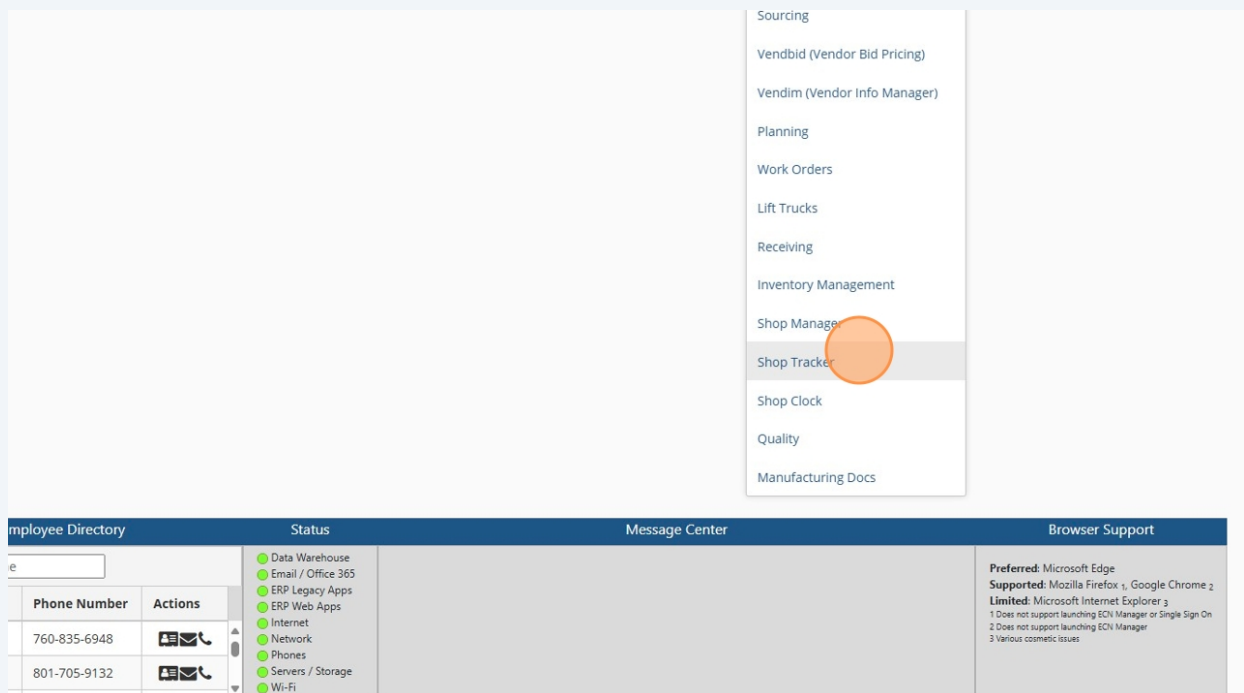 Sourcing
Vendbid (Vendor Bid Pricing)
Vendim (Vendor Info Manager)
Planning
Work Orders
Lift Trucks
Receiving
Inventory Management
Shop Manager
Shop Tracker
Shop Clock
Quality
Manufacturing Docs
mployee Directory
e
Phone Number Actions
760-835-6948
801-705-9132
Status
Data Warehouse
Email / Office 365
ERP Legacy Apps
ERP Web Apps
Internet
Network
Phones
Servers / Storage
Wi-Fi
Message Center
Browser Support
Preferred: Microsoft Edge
Supported: Mozilla Firefox 1, Google Chrome 2
Limited: Microsoft Internet Explorer 3
1 Does not support launching ECN Manager or Single Sign On
2 Does not support launching ECN Manager
3 Various cosmetic issues